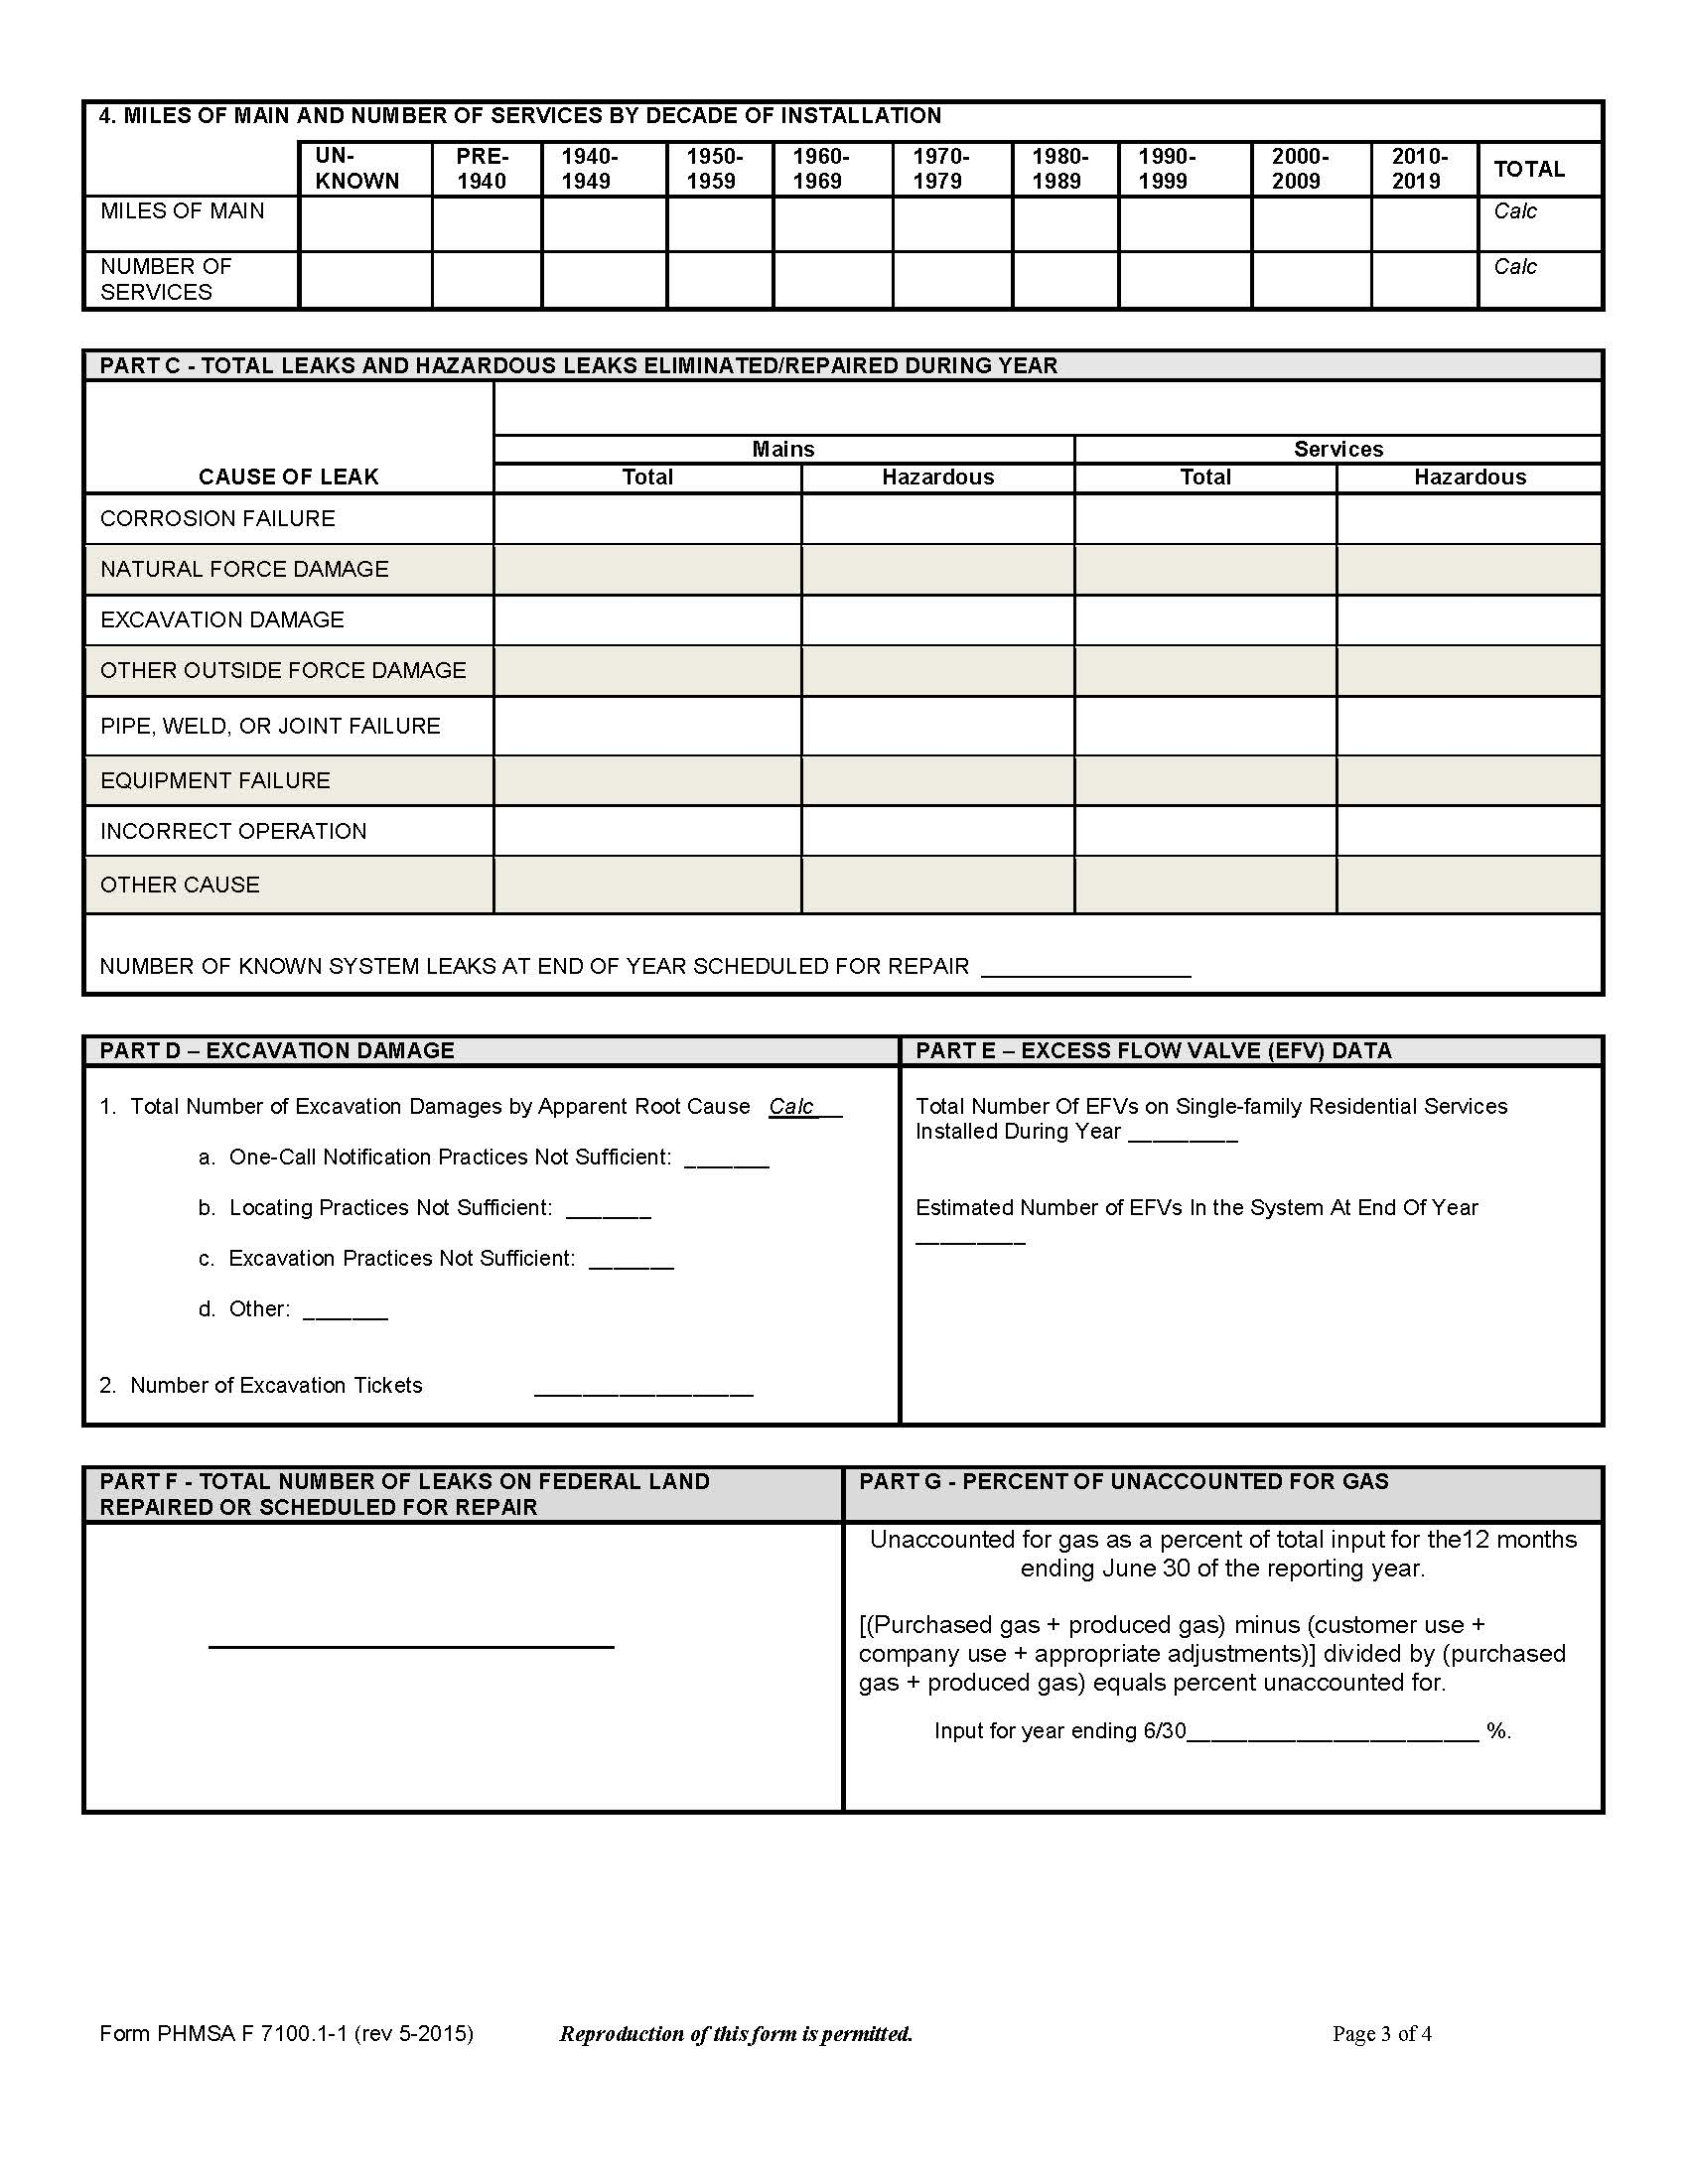 4. MILES OF MAIN AND NUMBER OF SERVICES BY DECADE OF INSTALLATION
UN-
KNOWN
PRE-
1940
1940-
1949
1950-
1959
1960-
1969
1970-
1979
1980-
1989
1990-
1999
2000-
2009
2010-
2019
TOTAL
MILES OF MAIN
Calc
NUMBER OF
SERVICES
Calc
PART C - TOTAL LEAKS AND HAZARDOUS LEAKS ELIMINATED/REPAIRED DURING YEAR
Mains
Services
CAUSE OF LEAK
Total
Hazardous
Total
Hazardous
CORROSION FAILURE
NATURAL FORCE DAMAGE
EXCAVATION DAMAGE
OTHER OUTSIDE FORCE DAMAGE
PIPE, WELD, OR JOINT FAILURE
EQUIPMENT FAILURE
INCORRECT OPERATION
OTHER CAUSE
NUMBER OF KNOWN SYSTEM LEAKS AT END OF YEAR SCHEDULED FOR REPAIR _________________
PART D – EXCAVATION DAMAGE
1. Total Number of Excavation Damages by Apparent Root Cause Calc__
a. One-Call Notification Practices Not Sufficient: _______
b. Locating Practices Not Sufficient: _______
c. Excavation Practices Not Sufficient: _______
d. Other: _______
2. Number of Excavation Tickets __________________
PART E – EXCESS FLOW VALVE (EFV) DATA
Total Number Of EFVs on Single-family Residential Services
Installed During Year _________
Estimated Number of EFVs In the System At End Of Year
_________
PART F - TOTAL NUMBER OF LEAKS ON FEDERAL LAND
REPAIRED OR SCHEDULED FOR REPAIR
PART G - PERCENT OF UNACCOUNTED FOR GAS
Unaccounted for gas as a percent of total input for the12 months
ending June 30 of the reporting year.
[(Purchased gas + produced gas) minus (customer use +
company use + appropriate adjustments)] divided by (purchased
gas + produced gas) equals percent unaccounted for.
Input for year ending 6/30________________________ %.
Form PHMSA F 7100.1-1 (rev 5-2015) Reproduction of this form is permitted. Page 3 of 4